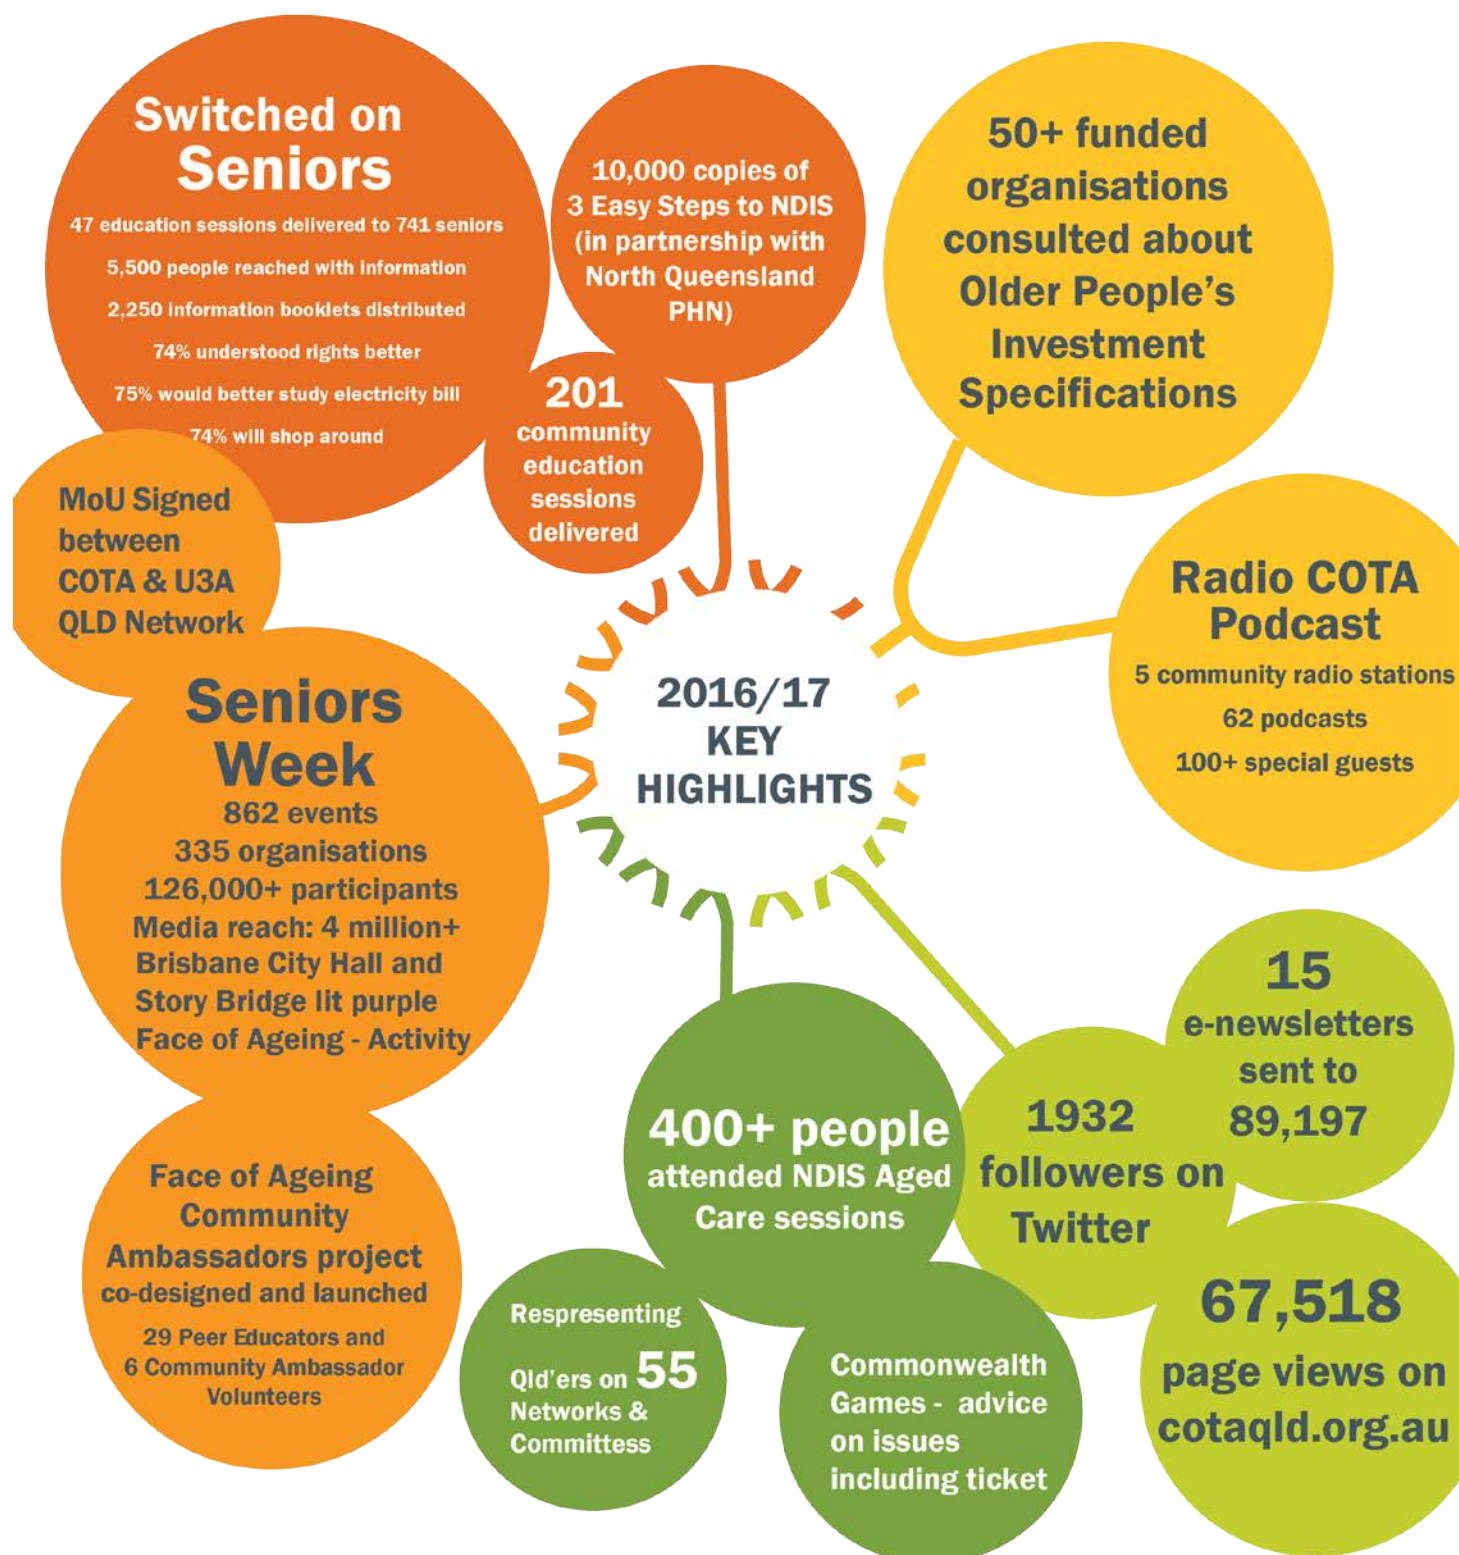 Switched on
Seniors
47 education sessions delivered to 741 seniors
5,500 people reached with information
2,250 information booklets distributed
74% understood rights better
75% would better study electricity bill
74% will shop around
10,000 copies of
3 Easy Steps to NDIS
(in partnership with
North Queensland
PHN)
201
community
education
sessions
delivered
50+ funded
organisations
consulted about
Older People's
Investment
Specifications
Radio COTA
Podcast
5 community radio stations
62 podcasts
100+ special guests
MoU Signed
between
COTA & U3A
QLD Network
2016/17
KEY
HIGHLIGHTS
Seniors
Week
862 events
335 organisations
126,000+ participants
Media reach: 4 million+
Brisbane City Hall and
Story Bridge lit purple
Face of Ageing - Activity
Face of Ageing
Community
Ambassadors project
co-designed and launched
29 Peer Educators and
6 Community Ambassador
Volunteers
400+ people
attended NDIS Aged
Care sessions
Respresenting
Qld'ers on 55
Networks &
Committess
Commonwealth
Games - advice
on issues
including ticket
1932
followers on
Twitter
15
e-newsletters
sent to
89,197
67,518
page views on
cotaqld.org.au